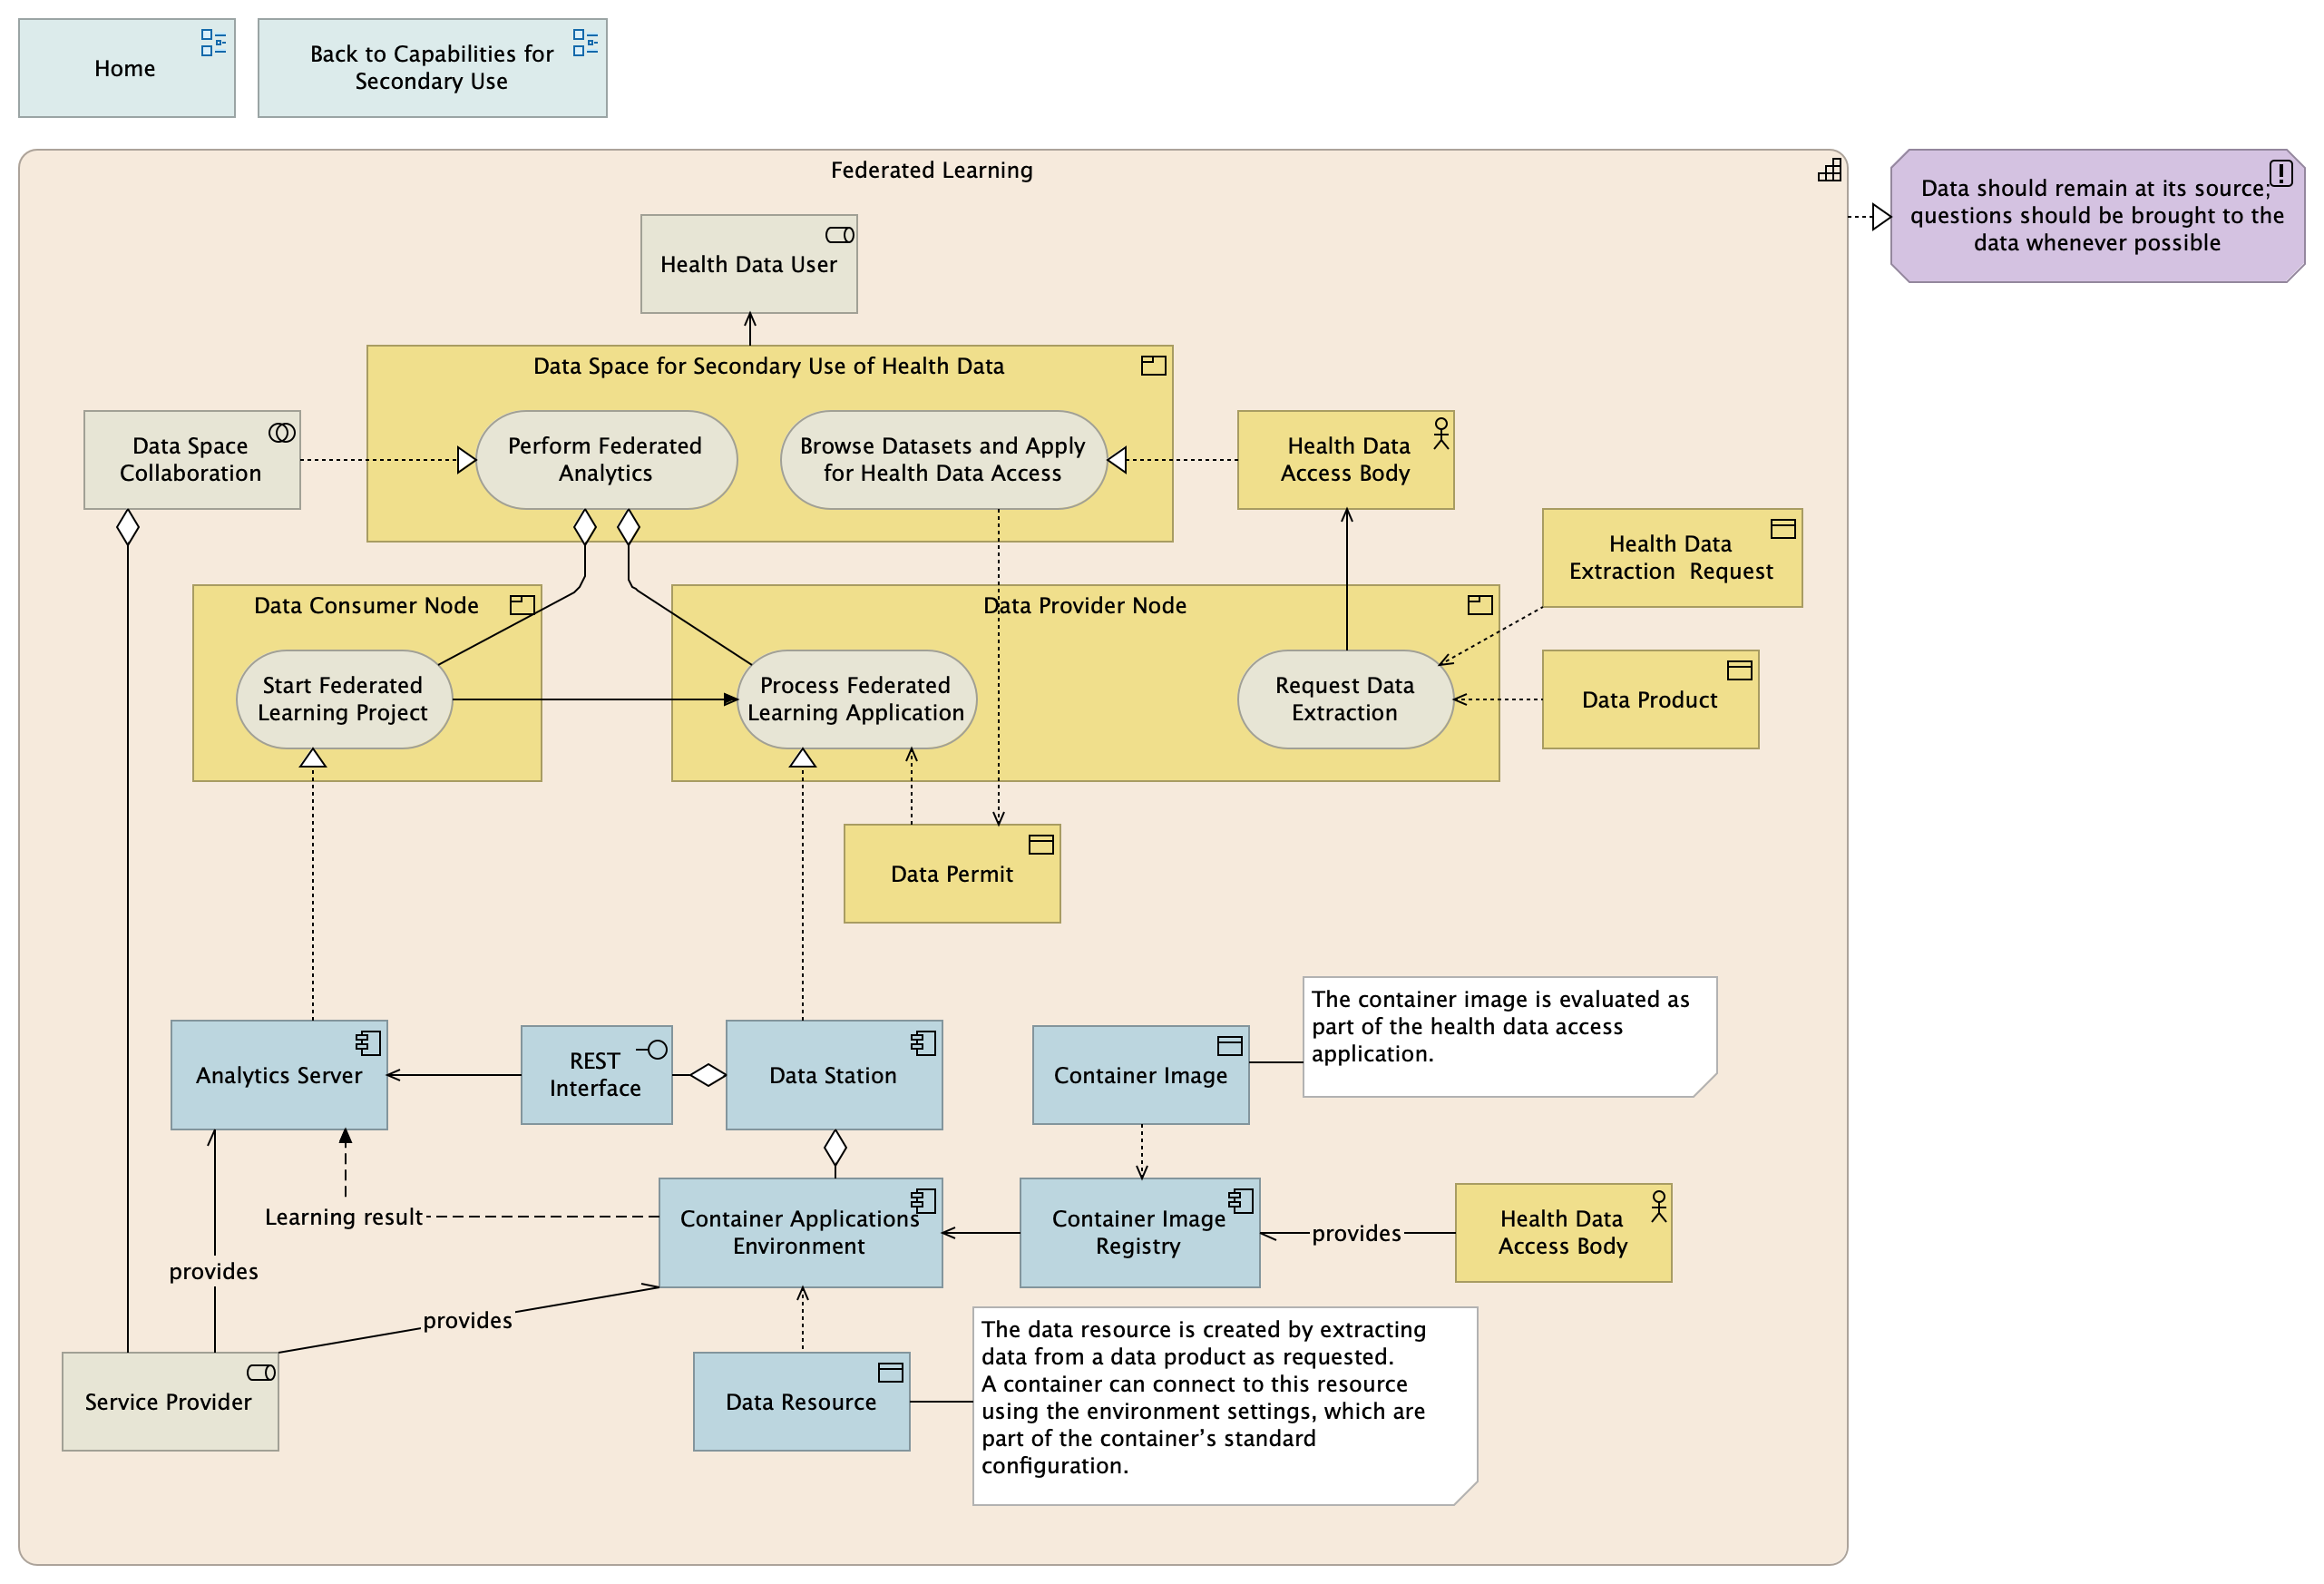 Home
Back to Capabilities for
Secondary Use
Federated Learning
Data should remain at its source;
questions should be brought to the
data whenever possible
Health Data User
Data Space for Secondary Use of Health Data
Data Space
Collaboration
Perform Federated
Analytics
Browse Datasets and Apply
for Health Data Access
Health Data
Access Body
Health Data
Extraction  Request
Data Consumer Node
Data Provider Node
Start Federated
Learning Project
Process Federated
Learning Application
Request Data
Extraction
Data Product
Data Permit
The container image is evaluated as
part of the health data access
application.
Analytics Server
REST
Interface
Data Station
Container Image
Learning result
Container Applications
Environment
Container Image
Registry
provides
Health Data
Access Body
provides
provides
The data resource is created by extracting
data from a data product as requested.
A container can connect to this resource
using the environment settings, which are
part of the container’s standard
configuration.
Service Provider
Data Resource